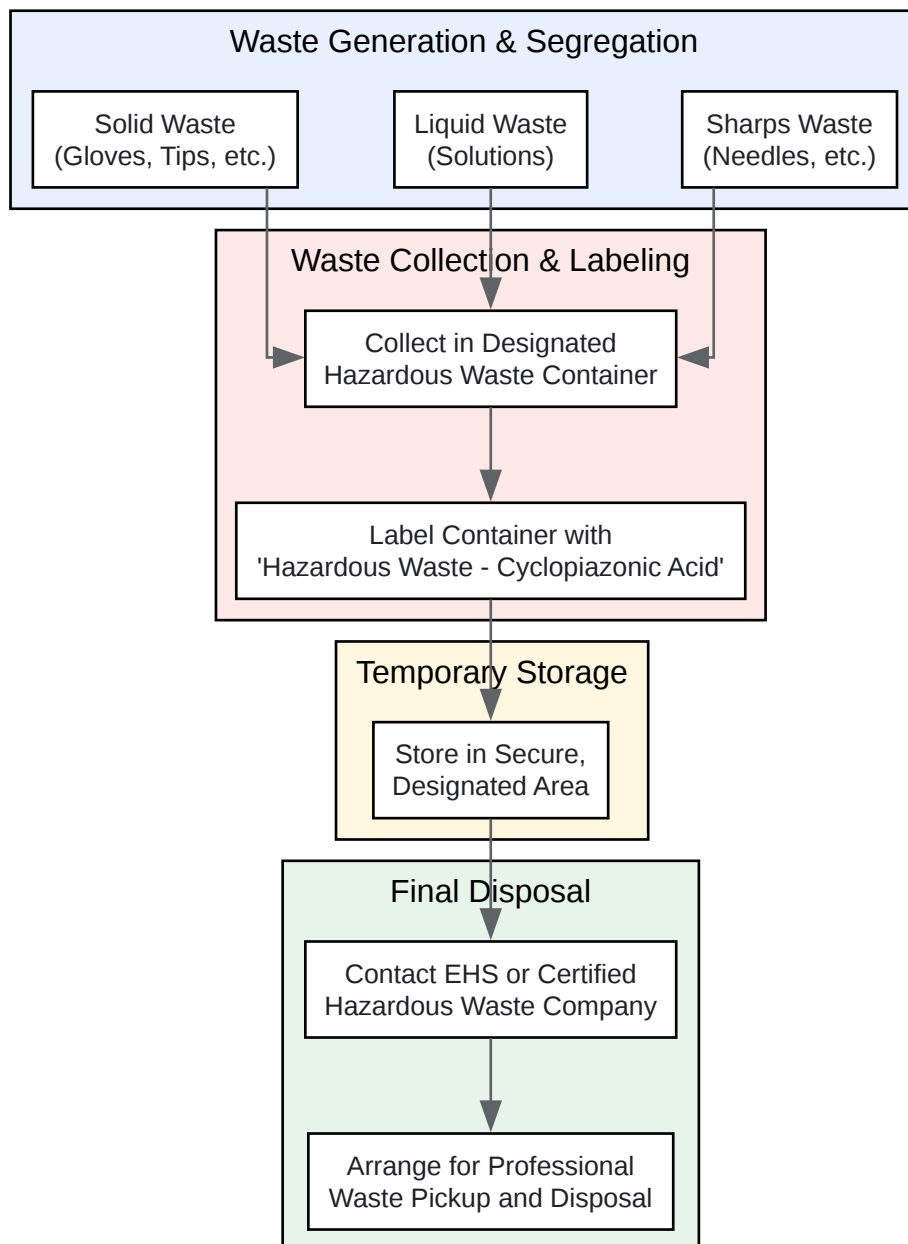 Waste Generation & Segregation
Solid Waste
(Gloves, Tips, etc.)
Liquid Waste
(Solutions)
Sharps Waste
(Needles, etc.)
Waste Collection & Labeling
Collect in Designated
Hazardous Waste Container
Label Container with
'Hazardous Waste - Cyclopiazonic Acid'
Temporary Storage
Store in Secure,
Designated Area
Final Disposal
Contact EHS or Certified
Hazardous Waste Company
Arrange for Professional
Waste Pickup and Disposal